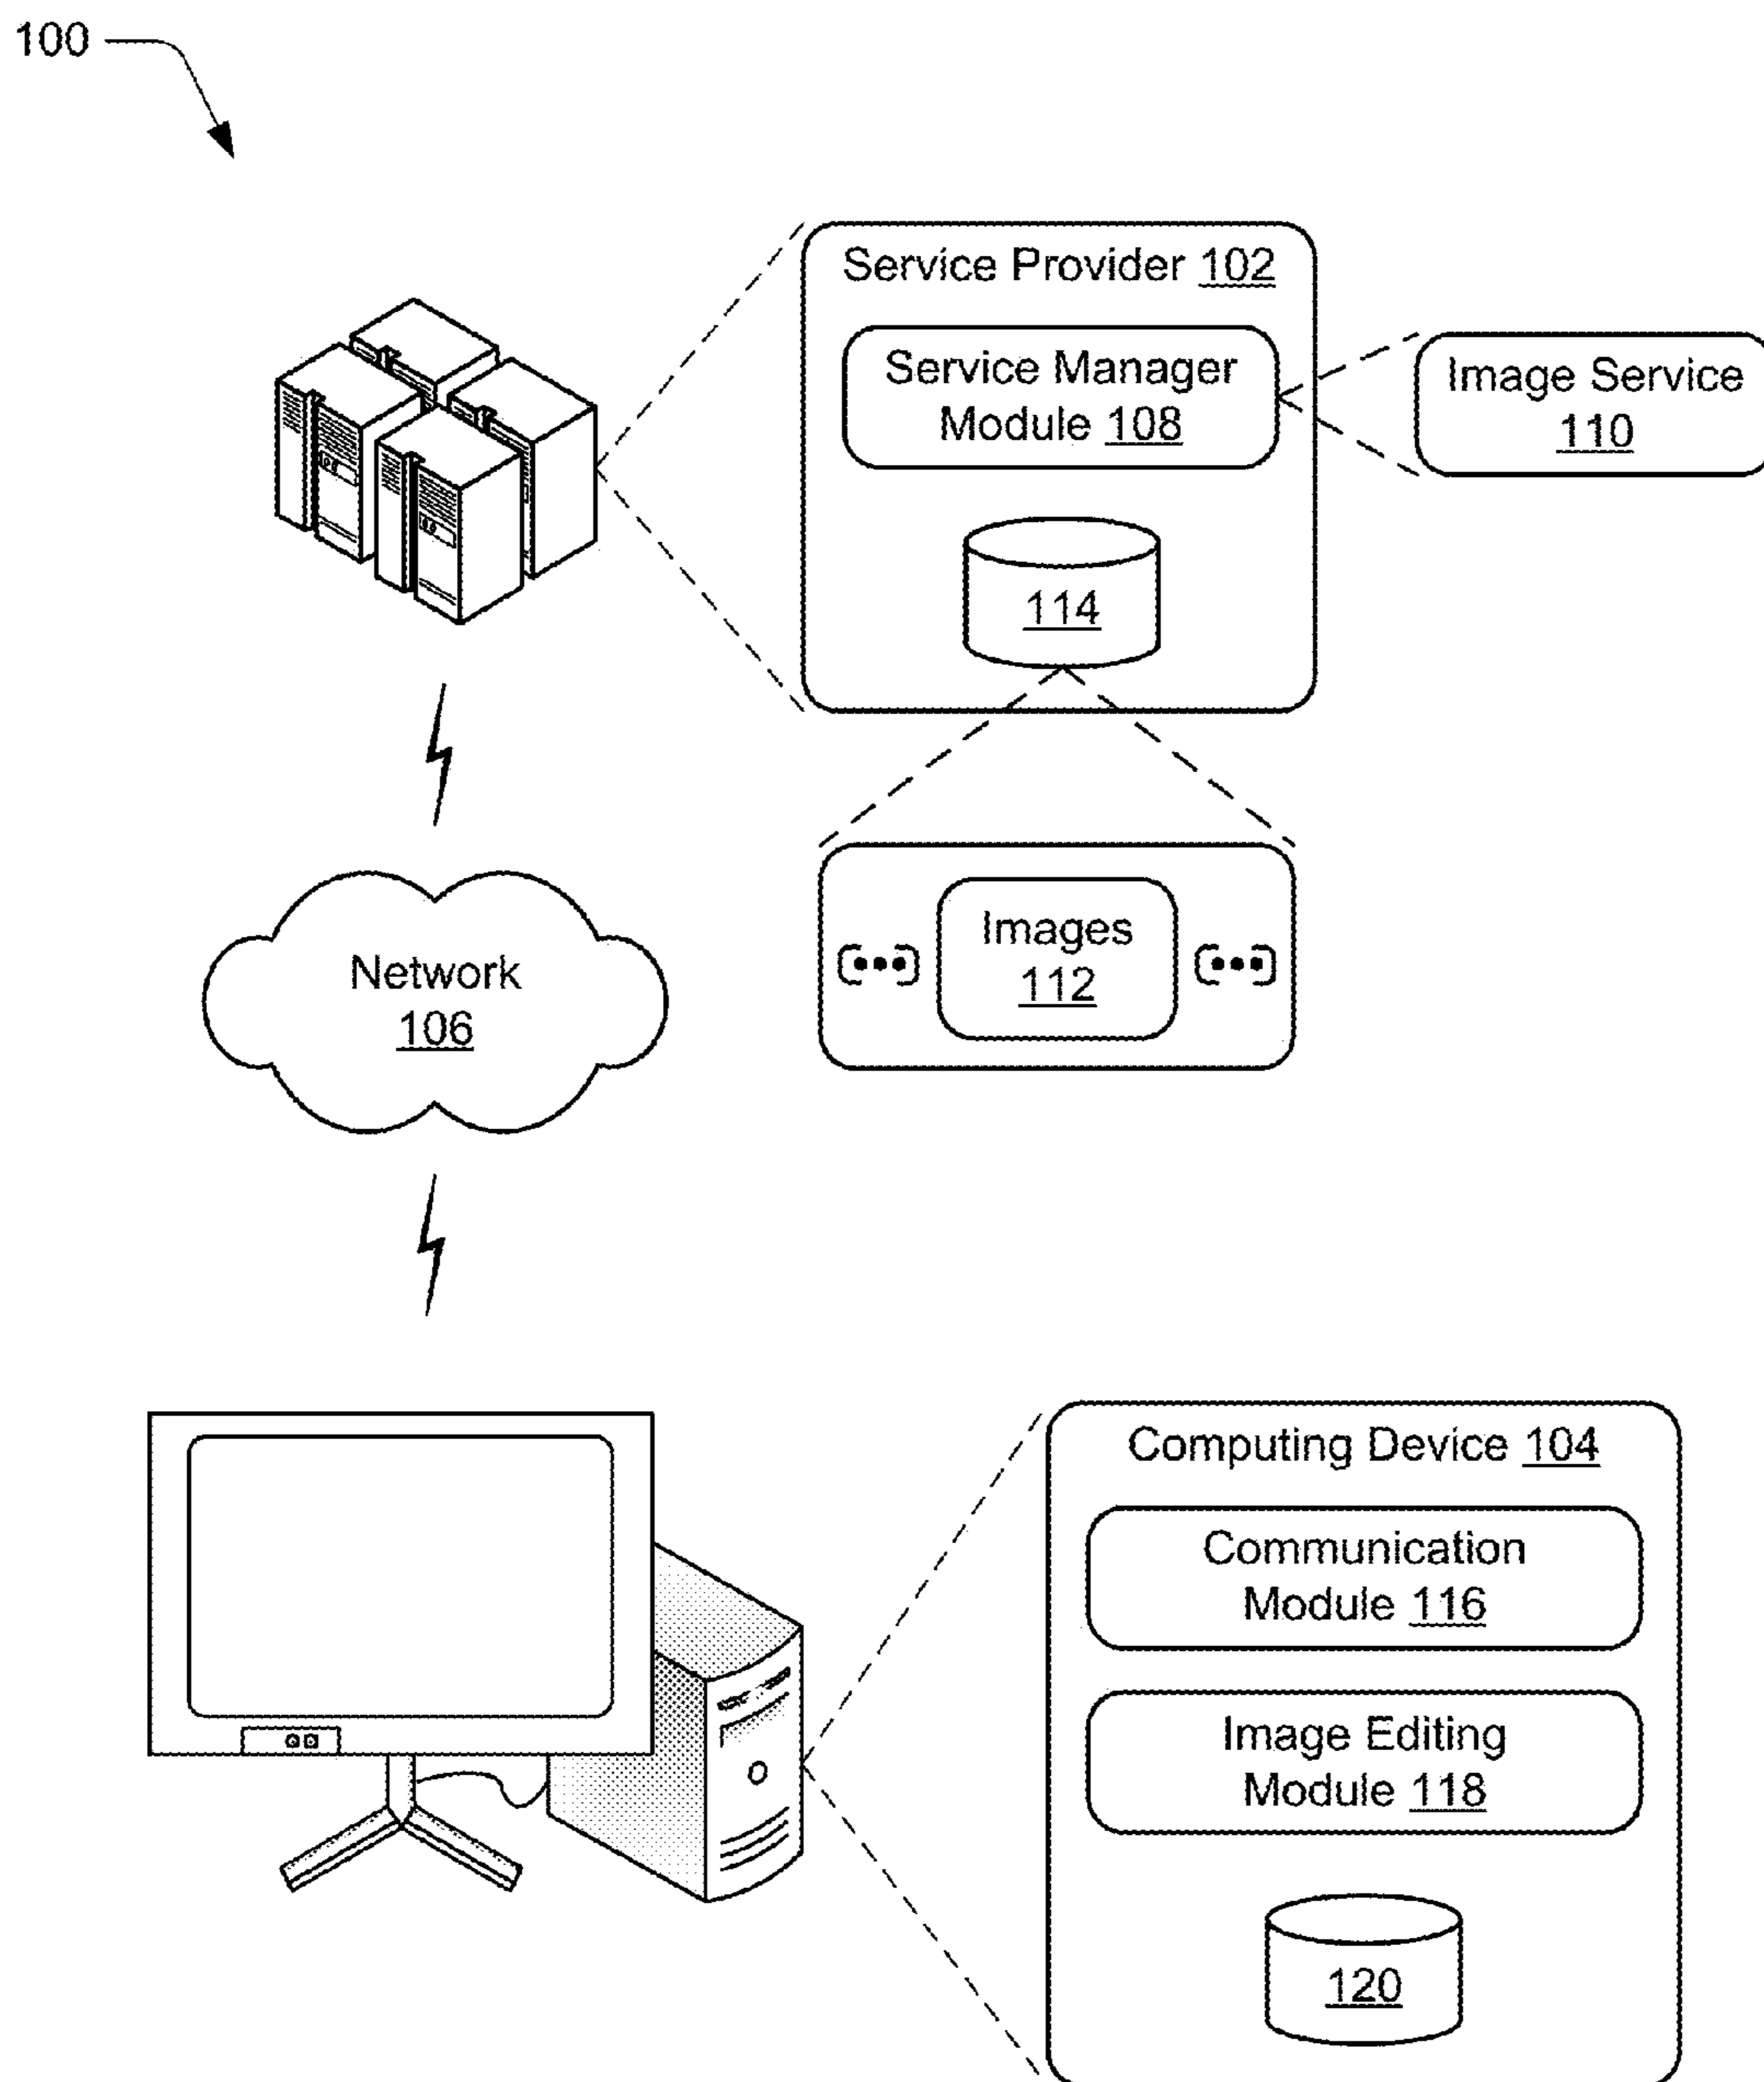 100
Service Provider 102
Service Manager
Module 108
Image Service
110
114
Images
112
Network
106
Computing Device 104
Communication
Module 116
Image Editing
Module 118
120